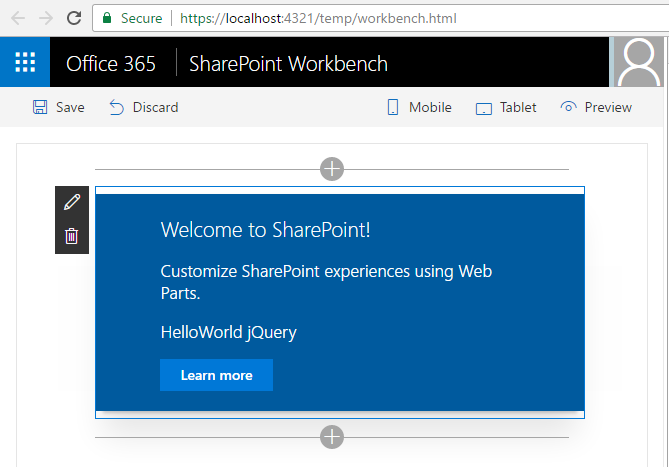 Secure https://localhost:4321/temp/workbench.html
Office 365 SharePoint Workbench
Save Discard Mobile Tablet Preview
Welcome to SharePoint!
Customize SharePoint experiences using Web
Parts.
HelloWorld jQuery
Learn more